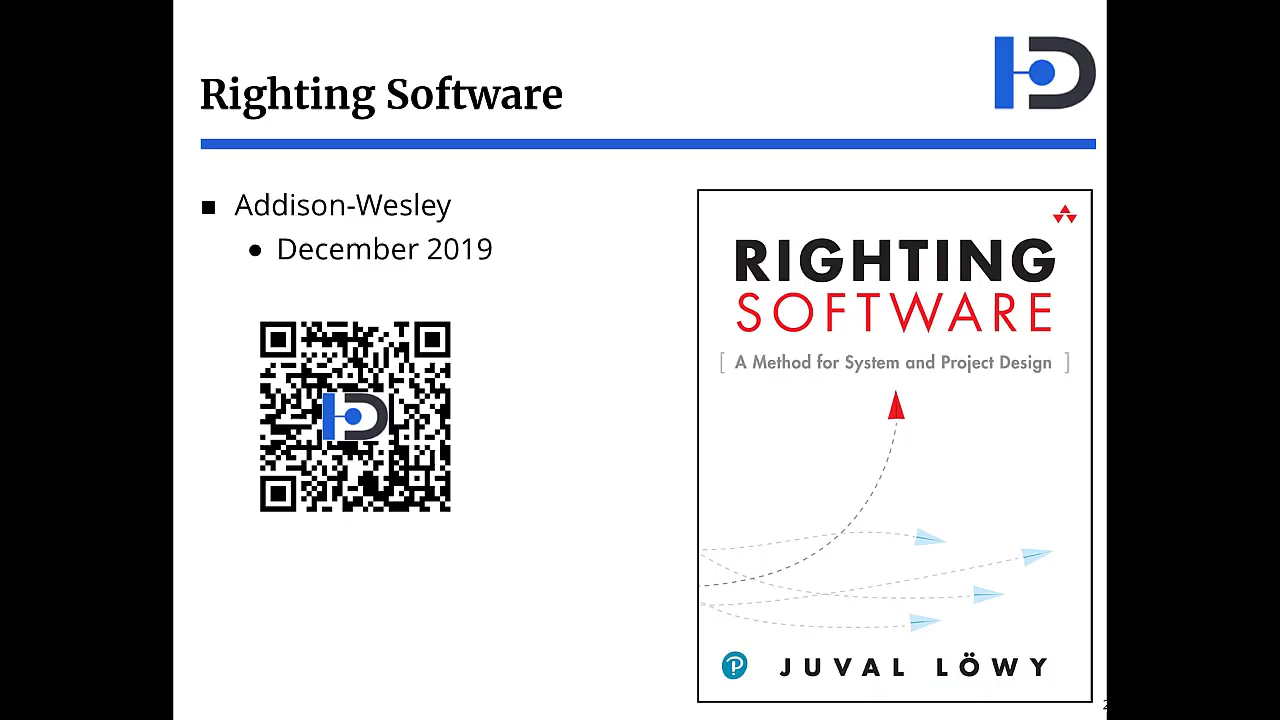 Righting Software
Addison-Wesley
December 2019
RIGHTING
SOFTWARE
[ A Method for System and Project Design ]
JUVAL LÖWY